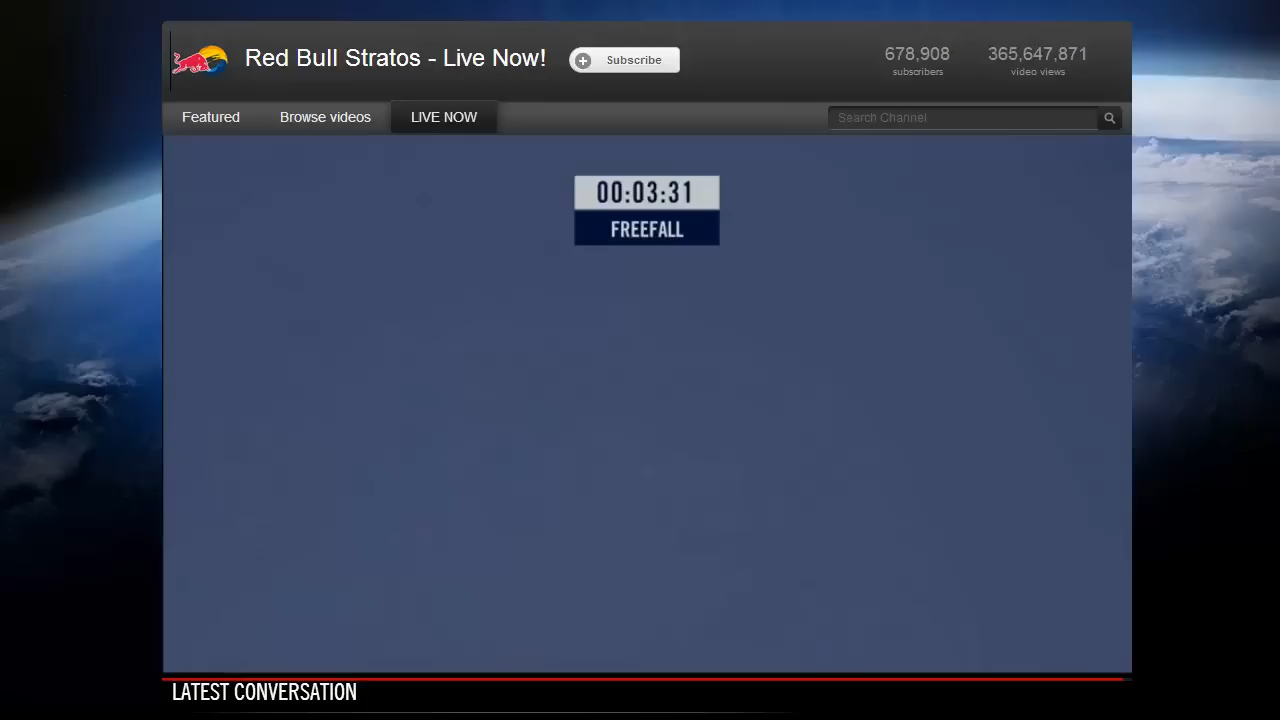 Red Bull Stratos - Live Now!
Subscribe
678,908
subscribers
365,647,871
video views
Featured
Browse videos
LIVE NOW
Search Channel
00:03:31
FREEFALL
LATEST CONVERSATION